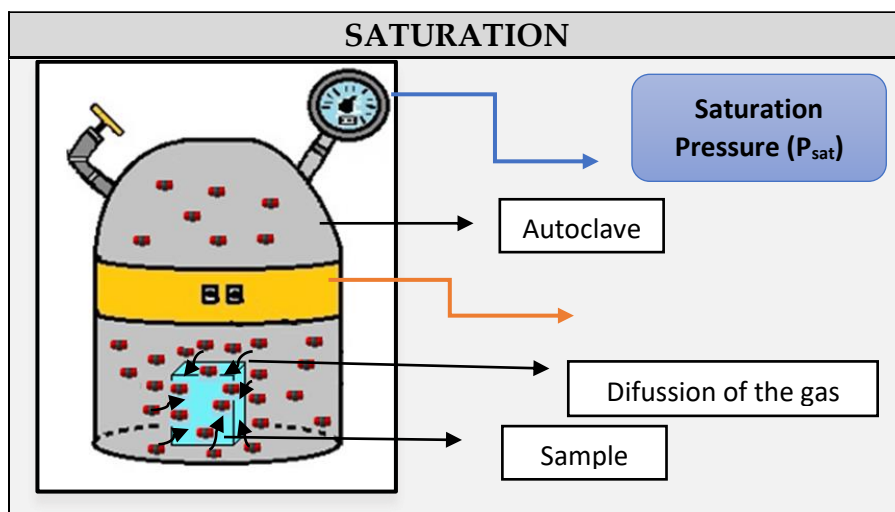 SATURATION
Saturation
Pressure (Psat)
Autoclave
Difussion of the gas
Sample